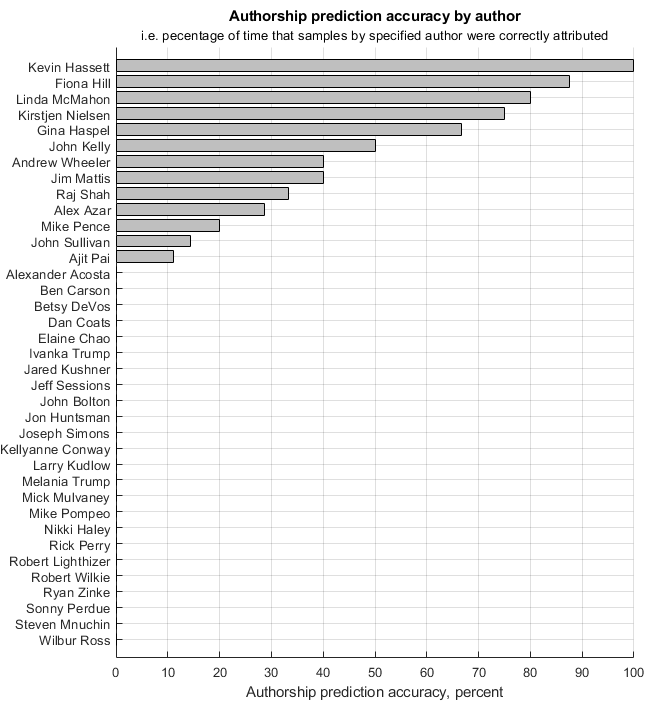 Authorship prediction accuracy by author
i.e. pecentage of time that samples by specified author were correctly attributed
Kevin Hassett
Fiona Hill
Linda McMahon
Kirstjen Nielsen
Gina Haspel
John Kelly
Andrew Wheeler
Jim Mattis
Raj Shah
Alex Azar
Mike Pence
John Sullivan
Ajit Pai
Alexander Acosta
Ben Carson
Betsy DeVos
Dan Coats
Elaine Chao
Ivanka Trump
Jared Kushner
Jeff Sessions
John Bolton
Jon Huntsman
Joseph Simons
Kellyanne Conway
Larry Kudlow
Melania Trump
Mick Mulvaney
Mike Pompeo
Nikki Haley
Rick Perry
Robert Lighthizer
Robert Wilkie
Ryan Zinke
Sonny Perdue
Steven Mnuchin
Wilbur Ross
0 10 20 30 40 50 60 70 80 90 100
Authorship prediction accuracy, percent